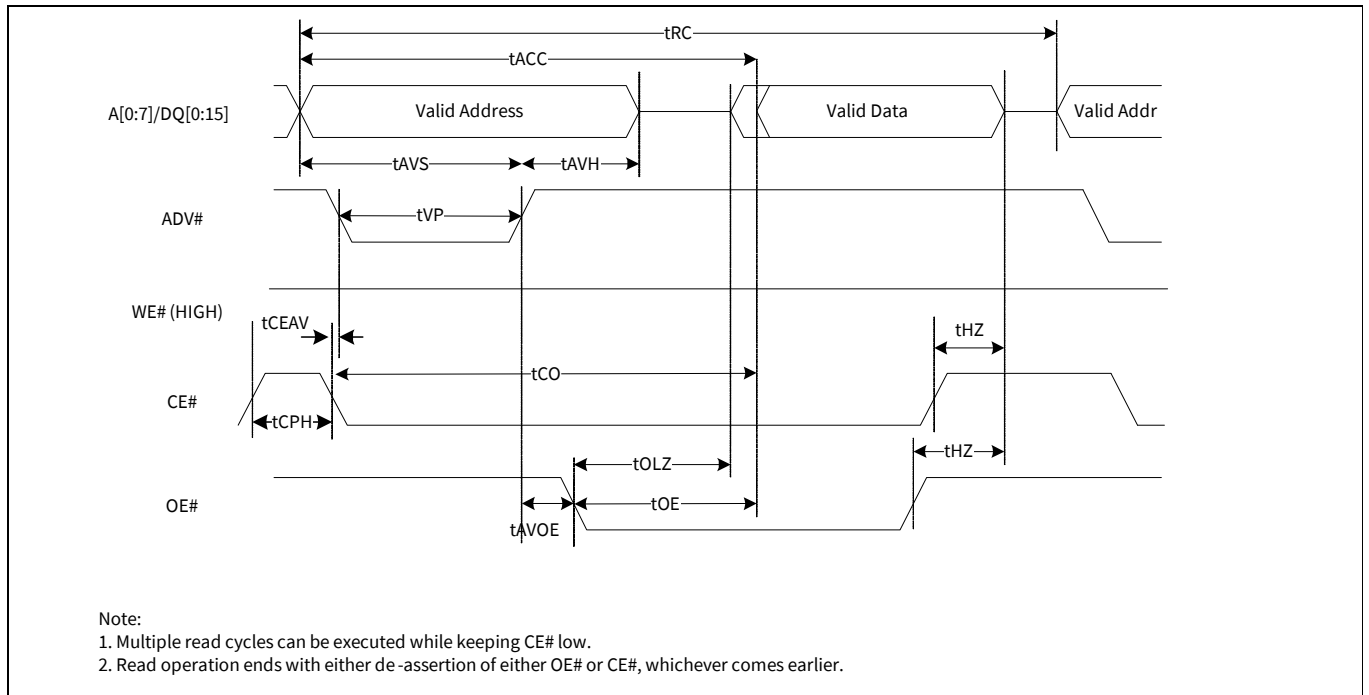 tRC
tACC
A[0:7]/DQ[0:15]
Valid Address
Valid Data
Valid Addr
tAVS
tAVH
ADV#
tVP
WE# (HIGH)
tCEAV
tHZ
tCO
CE#
tCPH
tHZ
tOLZ
OE#
tOE
tAVOE
Note:
1. Multiple read cycles can be executed while keeping CE# low.
2. Read operation ends with either de -assertion of either OE# or CE#, whichever comes earlier.